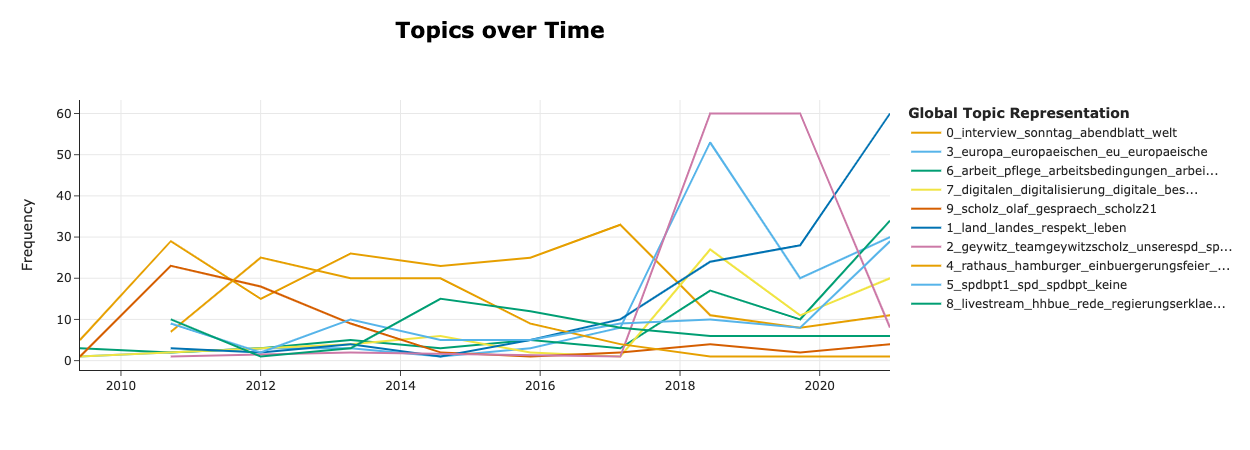 Topics over Time
Global Topic Representation
0_interview_sonntag_abendblatt_welt
3_europa_europaeischen_eu_europaeische
6_arbeit_pflege_arbeitsbedingungen_arbei...
7_digitalen_digitalisierung_digitale_bes...
9_scholz_olaf_gespraech_scholz21
1_land_landes_respekt_leben
2_geywitz_teamgeywitzscholz_unserespd_sp...
4_rathaus_hamburger_einbuergerungsfeier_...
5_spdbpt1_spd_spdbpt_keine
8_livestream_hhbue_rede_regierungserklae...
Frequency
60
50
40
30
20
10
0
2010
2012
2014
2016
2018
2020